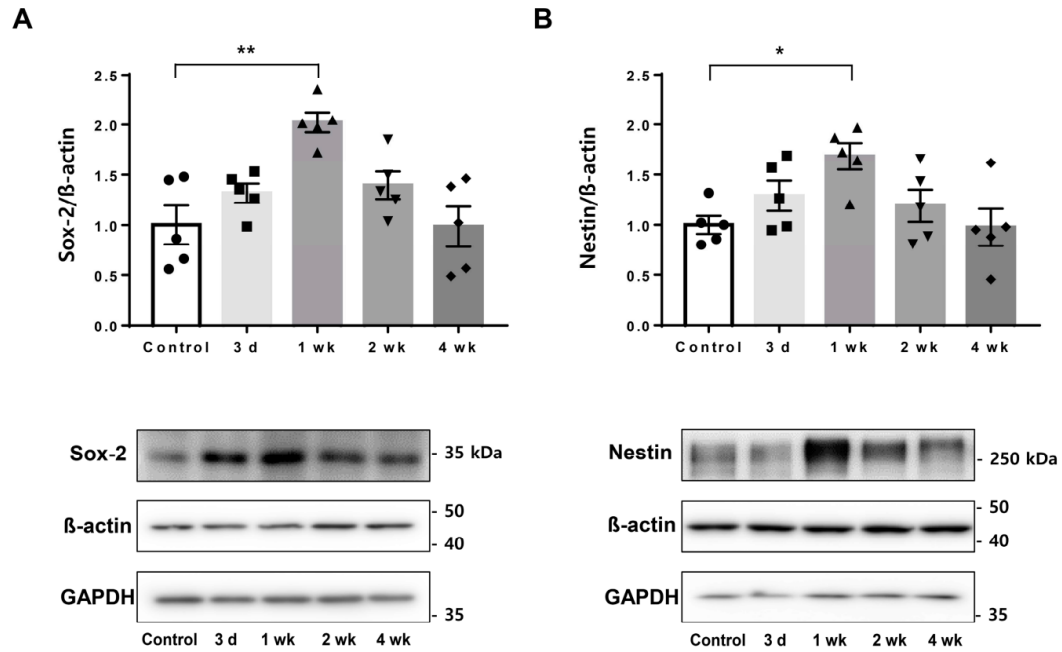 A
**
Sox-2/ß-actin
2.5
2.0
1.5
1.0
0.5
0.0
Control 3 d 1 wk 2 wk 4 wk
Sox-2
- 35 kDa
ß-actin
- 50
- 40
GAPDH
- 35
Control 3 d 1 wk 2 wk 4 wk
B
*
Nestin/ß-actin
2.5
2.0
1.5
1.0
0.5
0.0
Control 3 d 1 wk 2 wk 4 wk
Nestin
- 250 kDa
ß-actin
- 50
- 40
GAPDH
- 35
Control 3 d 1 wk 2 wk 4 wk